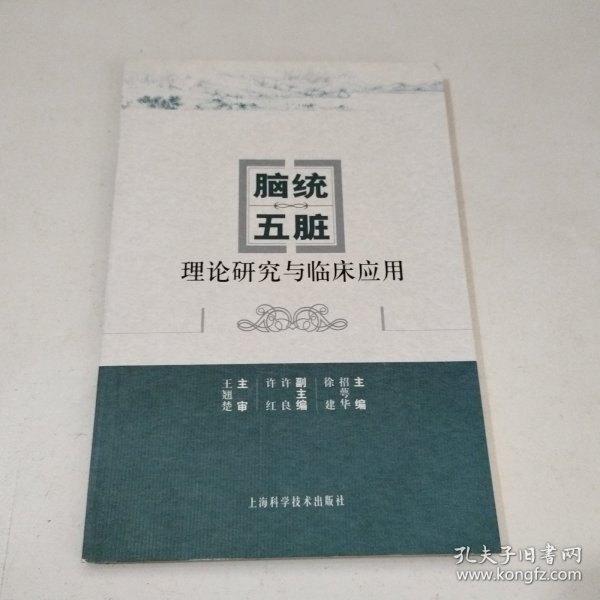 脑统
五脏
理论研究与临床应用
主编
招萼华
徐建
副主编
许良
许红
主审
王翘楚
上海科学技术出版社
孔夫子旧书网
www.kongfz.com